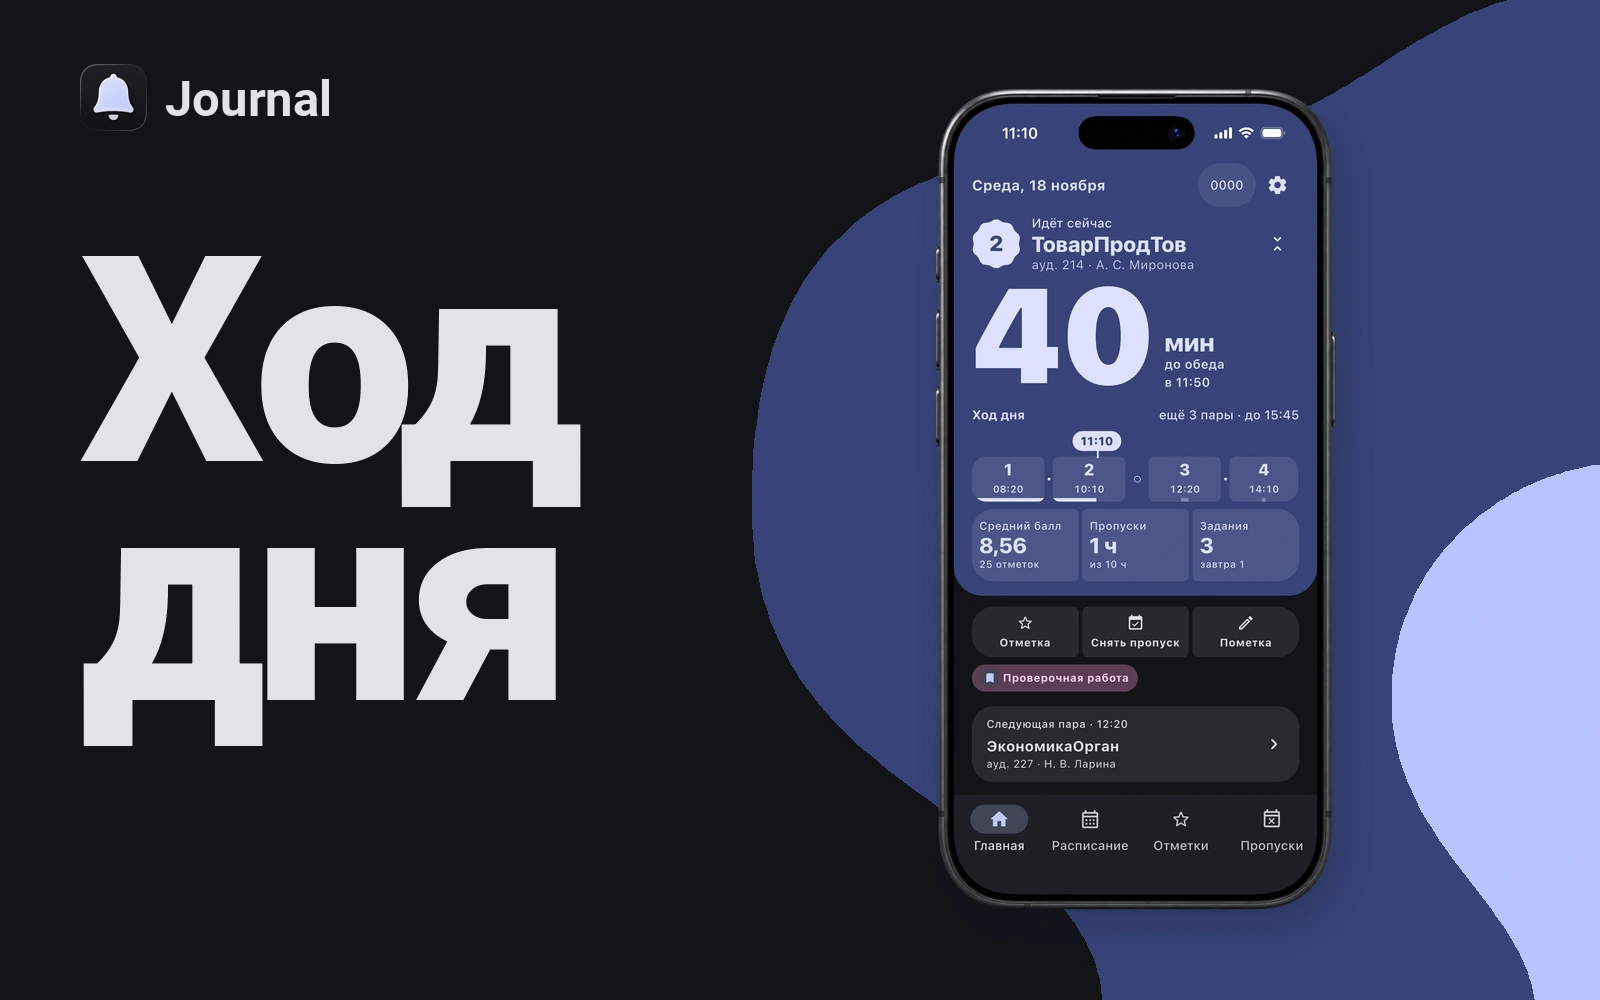 Journal
Ход
дня
11:10
Среда, 18 ноября
0000
2
Идёт сейчас
ТоварПродТов
ауд. 214 · А. С. Миронова
40
мин
до обеда
в 11:50
Ход дня
ещё 3 пары · до 15:45
11:10
1 2 3 4
08:20 10:10 12:20 14:10
Средний балл Пропуски Задания
8,56 1 ч 3
25 отметок из 10 ч завтра 1
Отметка Снять пропуск Пометка
Проверочная работа
Следующая пара · 12:20
ЭкономикаОрган
ауд. 227 · Н. В. Ларина
Главная Расписание Отметки Пропуски